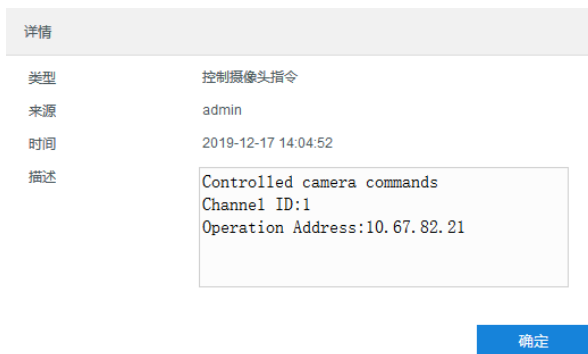 详情
类型 控制摄像头指令
来源 admin
时间 2019-12-17 14:04:52
描述 Controlled camera commands
Channel ID:1
Operation Address:10.67.82.21
确定